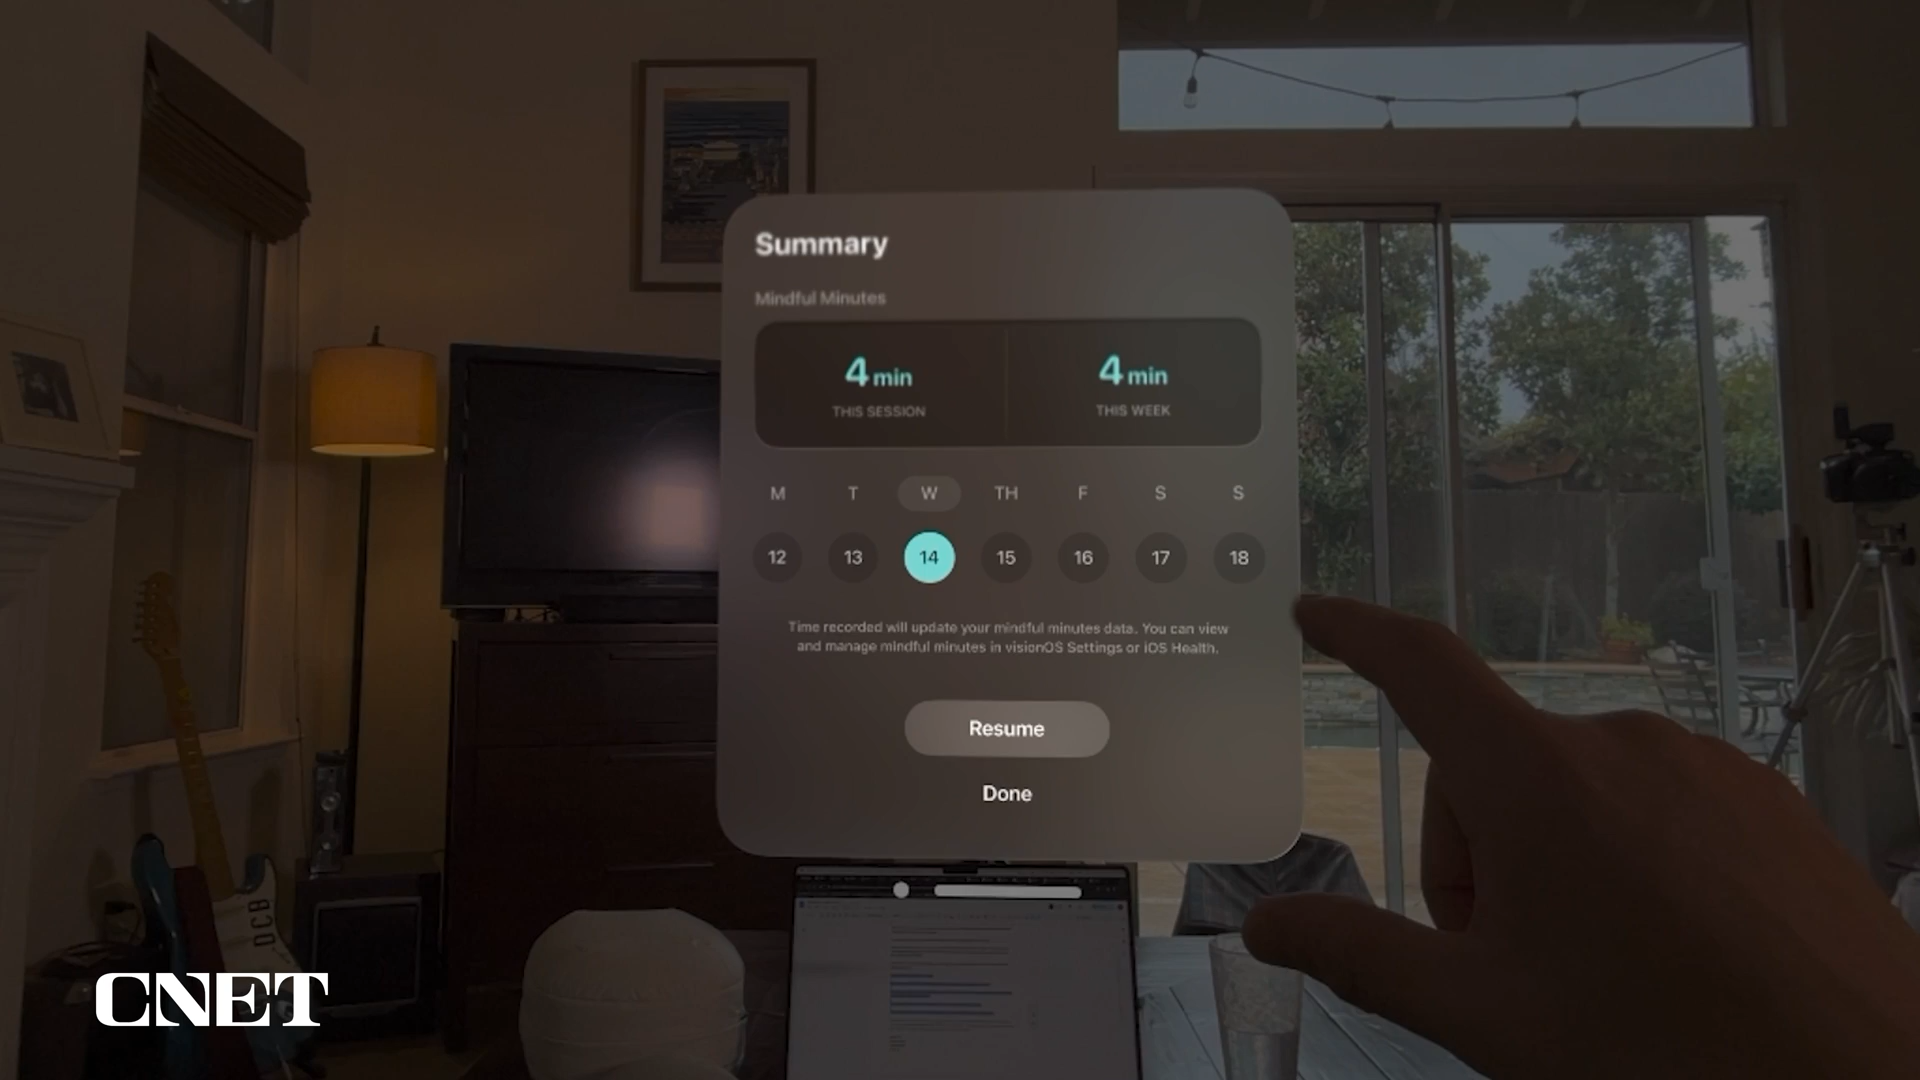 Summary
Mindful Minutes
4 min 4 min
THIS SESSION THIS WEEK
M T W TH F S S
12 13 14 15 16 17 18
Time recorded will update your mindful minutes data. You can view
and manage mindful minutes in visionOS Settings or iOS Health.
Resume
Done
DCB
CNET